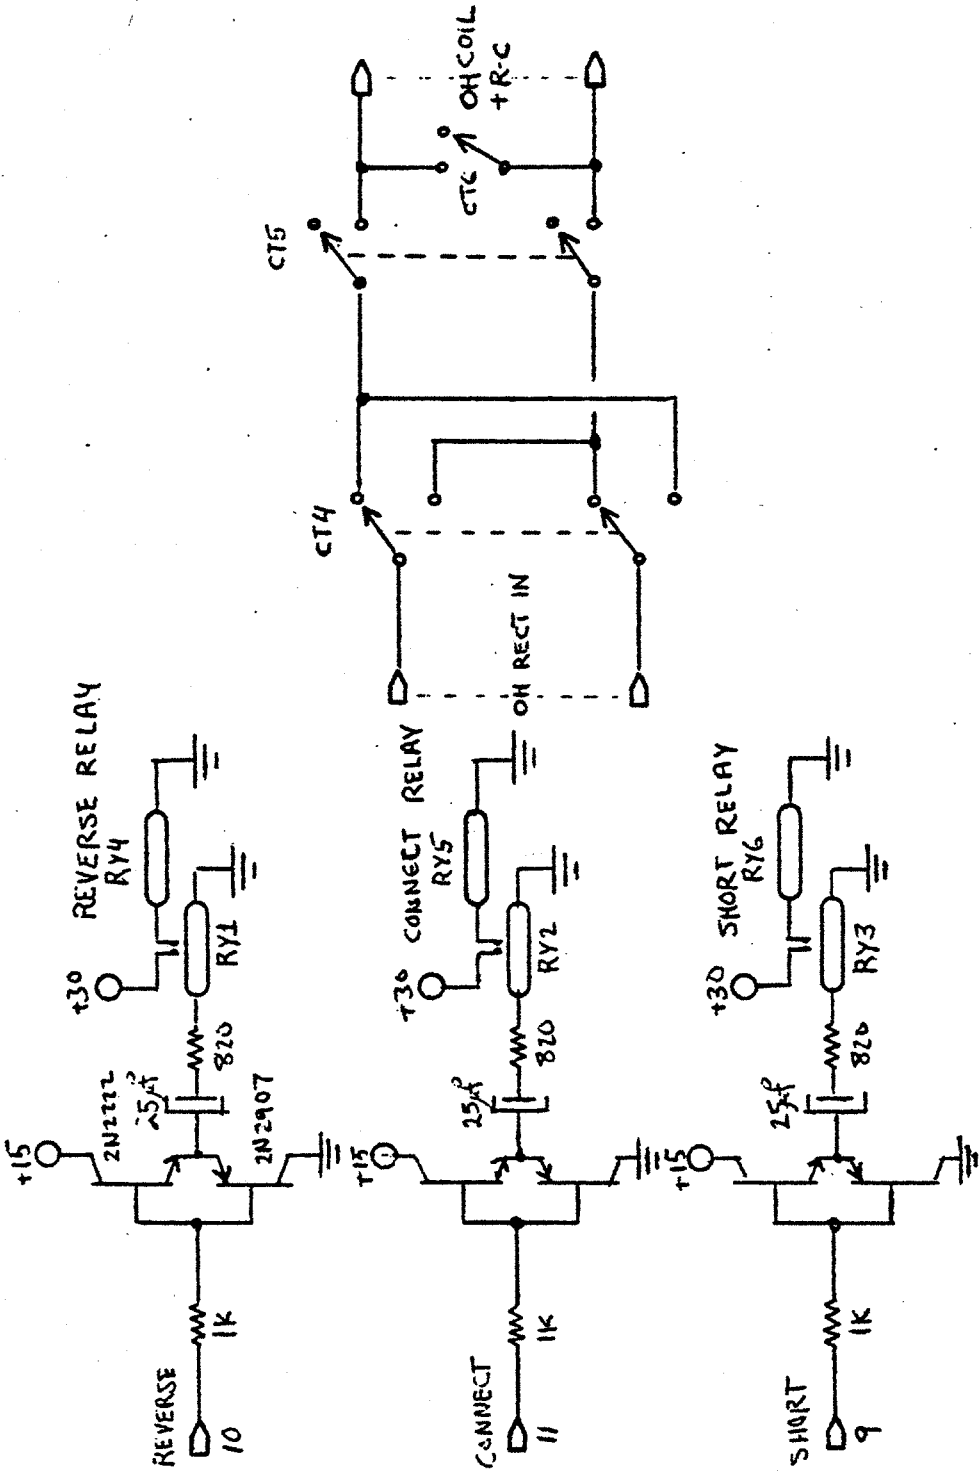 REVERSE
10
1K
+15
2N2222
2N2907
25µf
820
+30
RY1
REVERSE RELAY
RY4
CONNECT
11
1K
+15
25µf
820
+30
RY2
CONNECT RELAY
RY5
SHORT
9
1K
+15
25µf
820
+30
RY3
SHORT RELAY
RY6
OH RECT IN
CT4
CT5
CT6
OH COIL
+ R-C